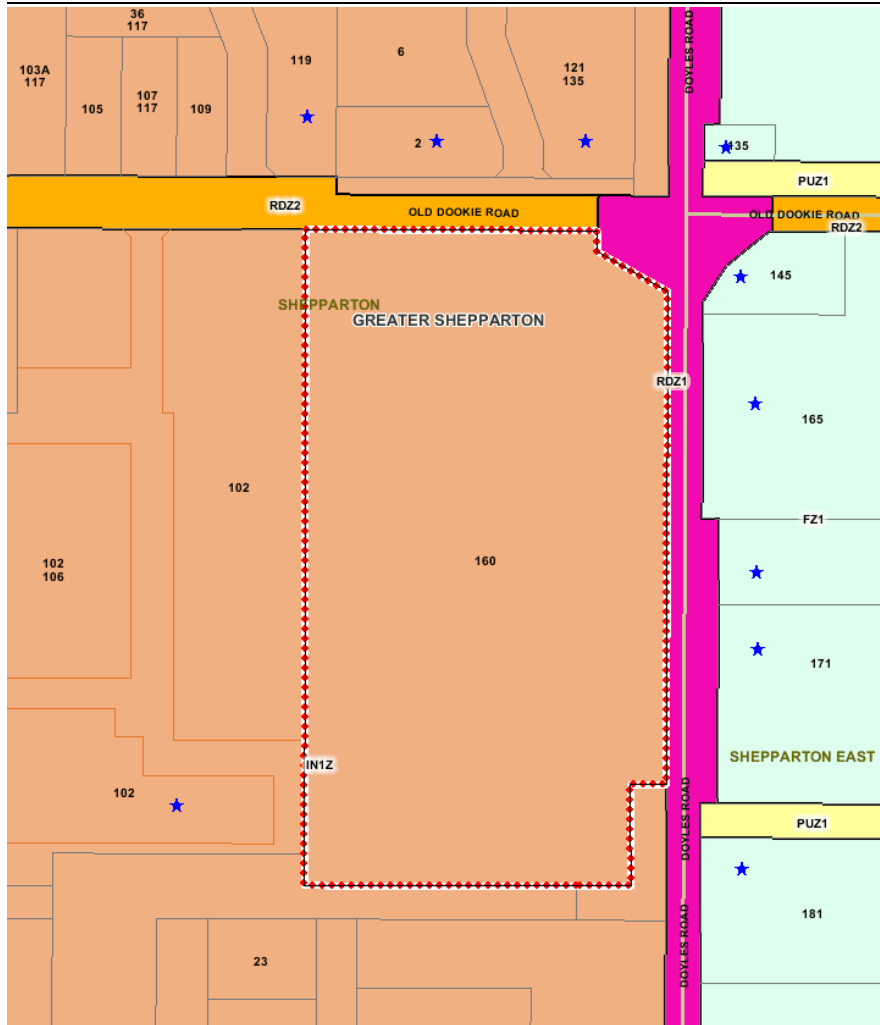 36
117
DOYLES ROAD
6
119
121
135
103A
117
107
117
105
109
2
135
PUZ1
RDZ2
OLD DOOKIE ROAD
OLD DOOKIE ROAD
RDZ2
145
SHEPPARTON
GREATER SHEPPARTON
RDZ1
165
102
FZ1
160
102
106
171
SHEPPARTON EAST
IN1Z
102
DOYLES ROAD
PUZ1
181
DOYLES ROAD
23